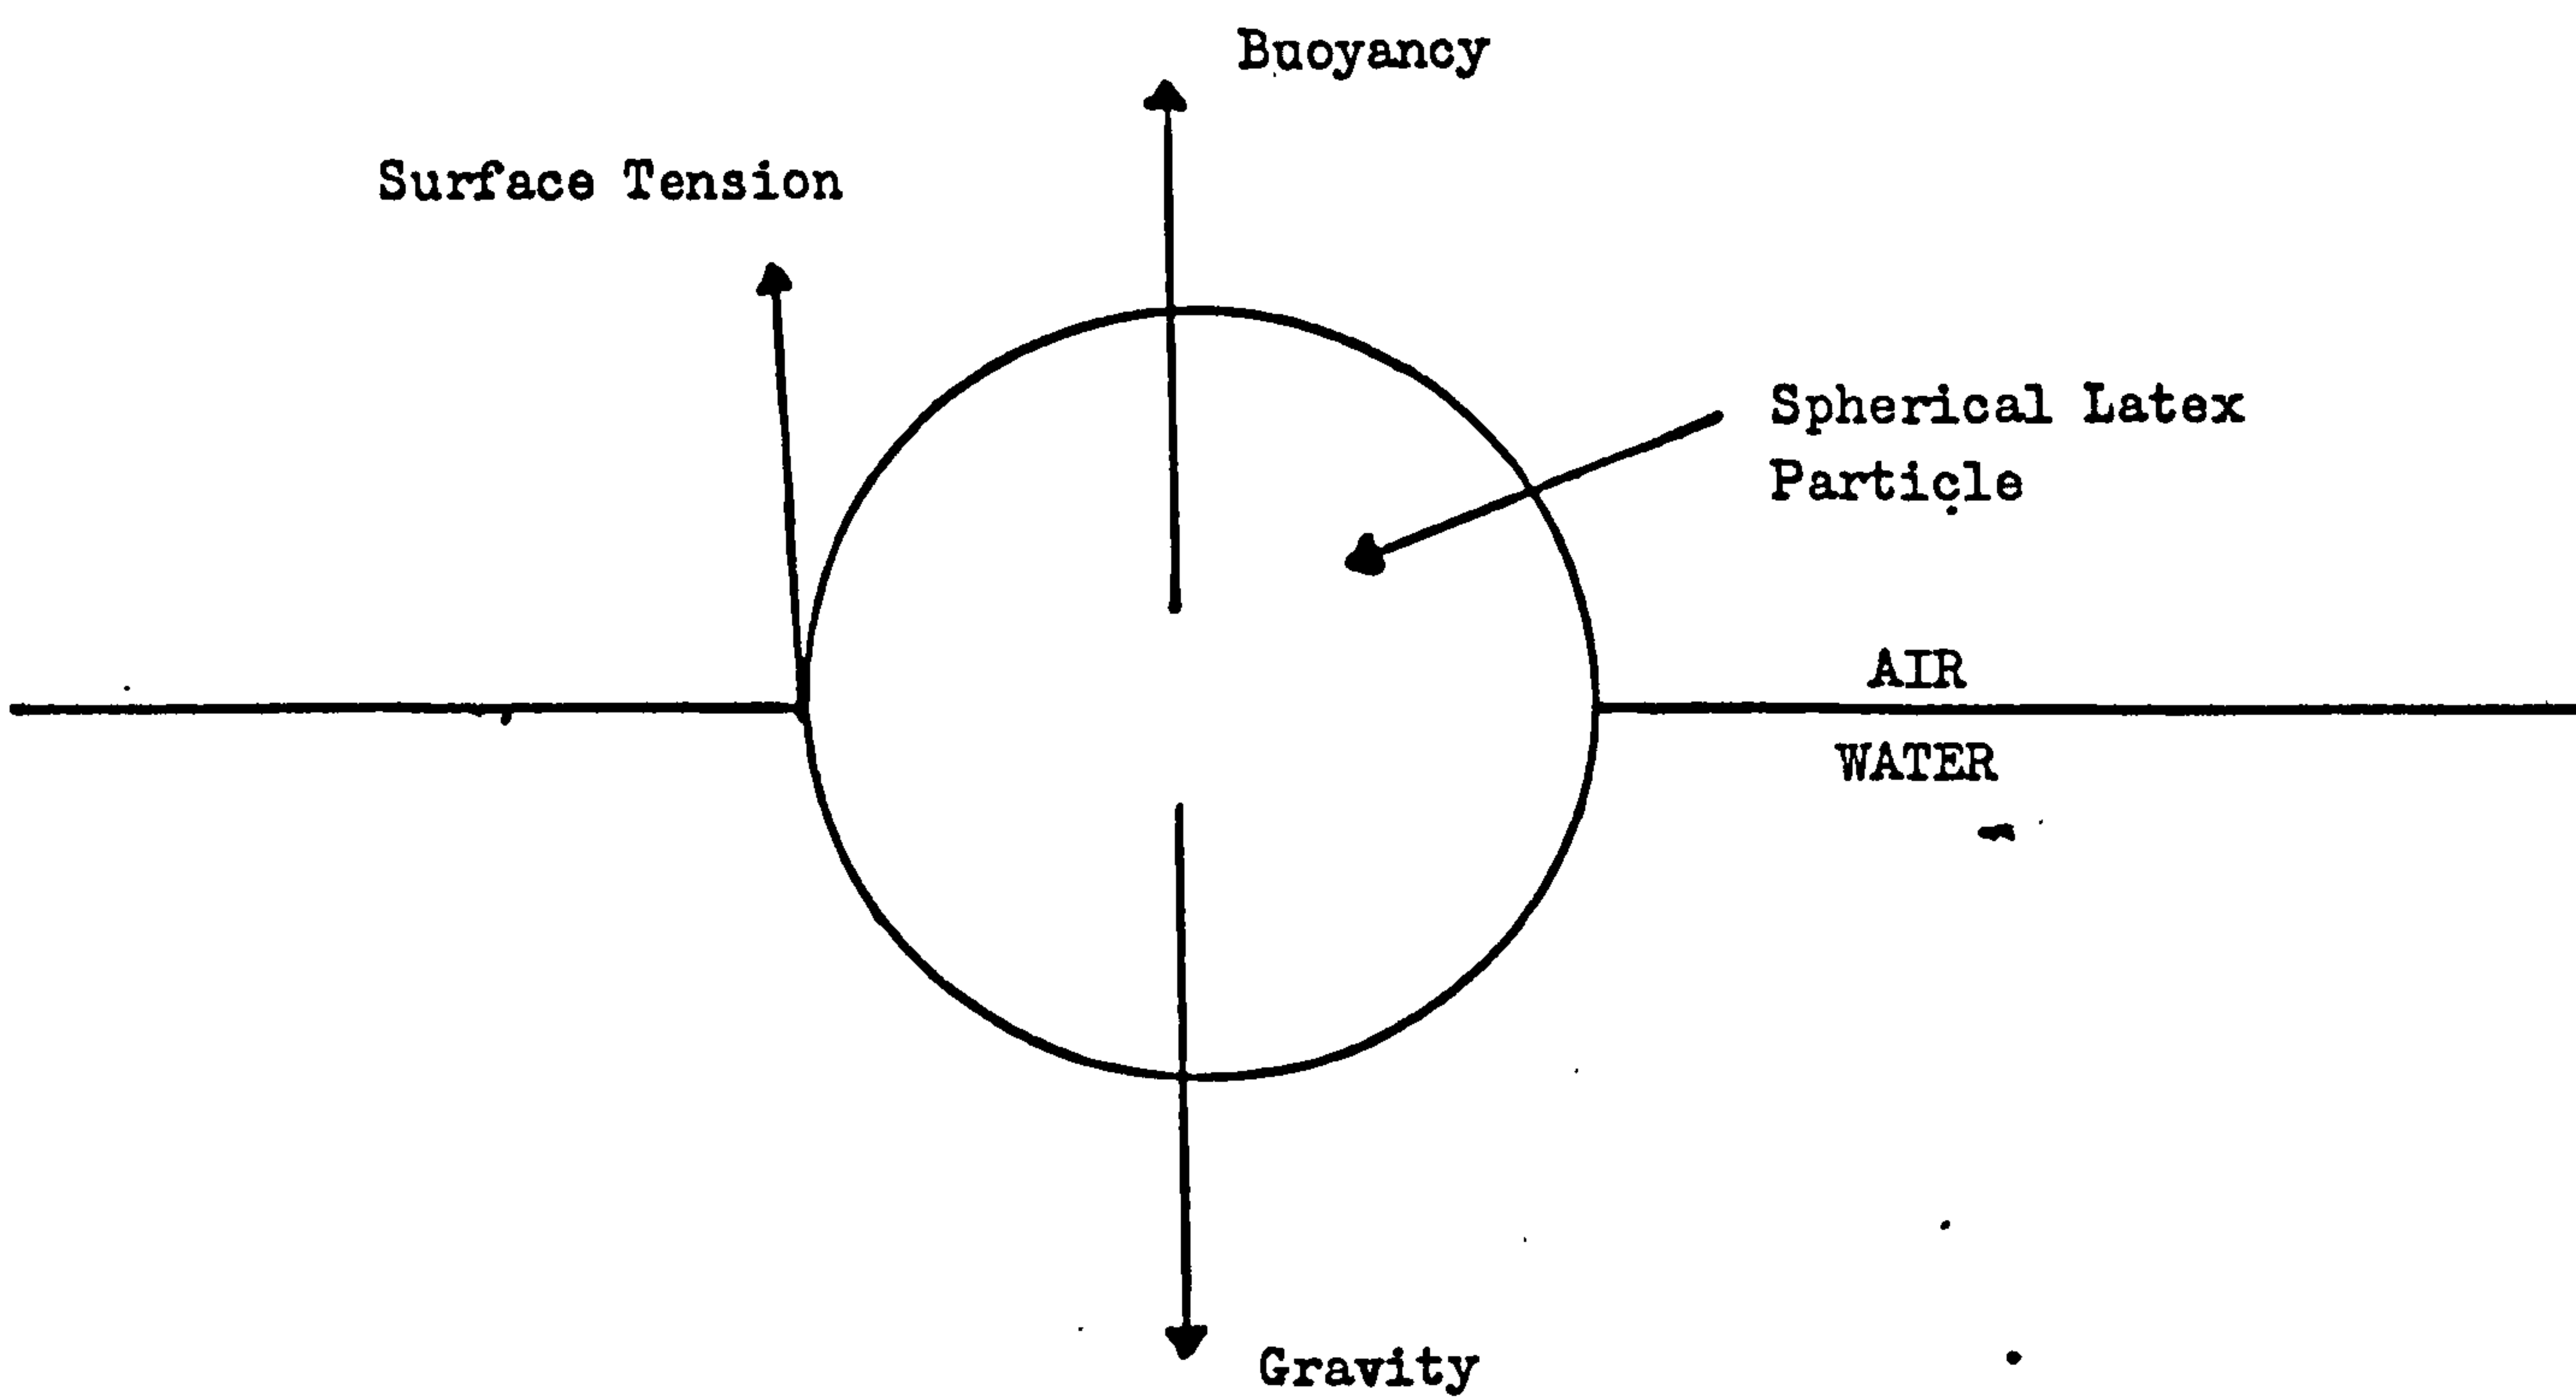 Buoyancy
Surface Tension
Spherical Latex
Particle
AIR
WATER
Gravity